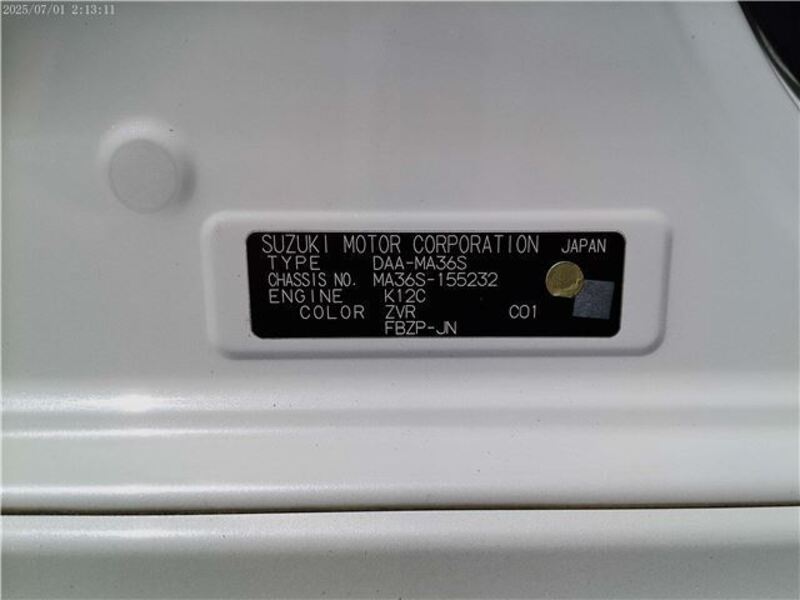 2025/07/01 2:13:11
SUZUKI MOTOR CORPORATION JAPAN
TYPE DAA-MA36S
CHASSIS NO. MA36S-155232
ENGINE K12C
COLOR ZVR C01
FBZP-JN